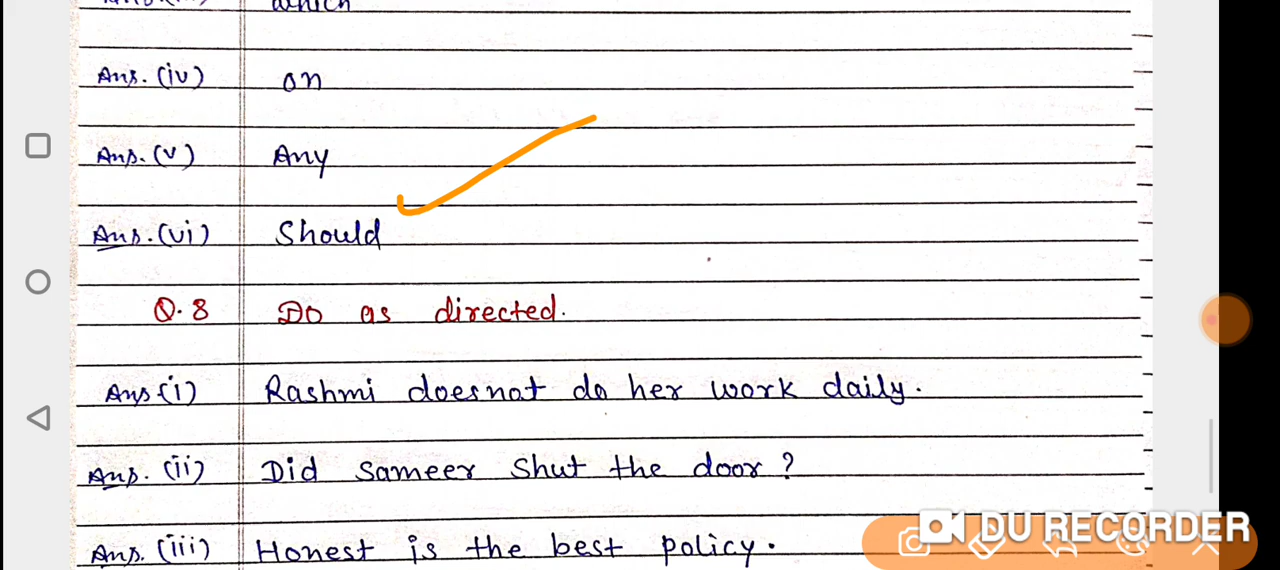 which
Ans. (iv) on
Ans. (v) Any
Ans. (vi) Should
Q. 8 Do as directed.
Ans (i) Rashmi doesnot do her work daily.
Ans. (ii) Did Sameer Shut the door ?
Ans. (iii) Honest is the best policy.
DU RECORDER